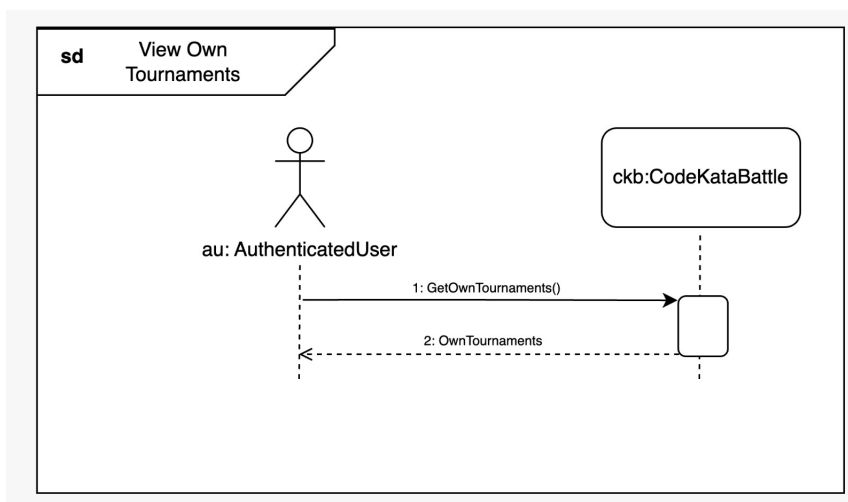 sd
View Own
Tournaments
ckb:CodeKataBattle
au: AuthenticatedUser
1: GetOwnTournaments()
2: OwnTournaments